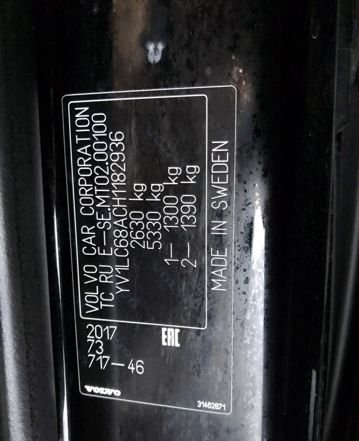 VOLVO CAR CORPORATION
TC RU E-SE.MT02.00100
YV1LC68ACH1182936
2630 kg
5330 kg
1- 1300 kg
2- 1390 kg
MADE IN SWEDEN
2017
73
717-46
EAC
VOLVO
31462871